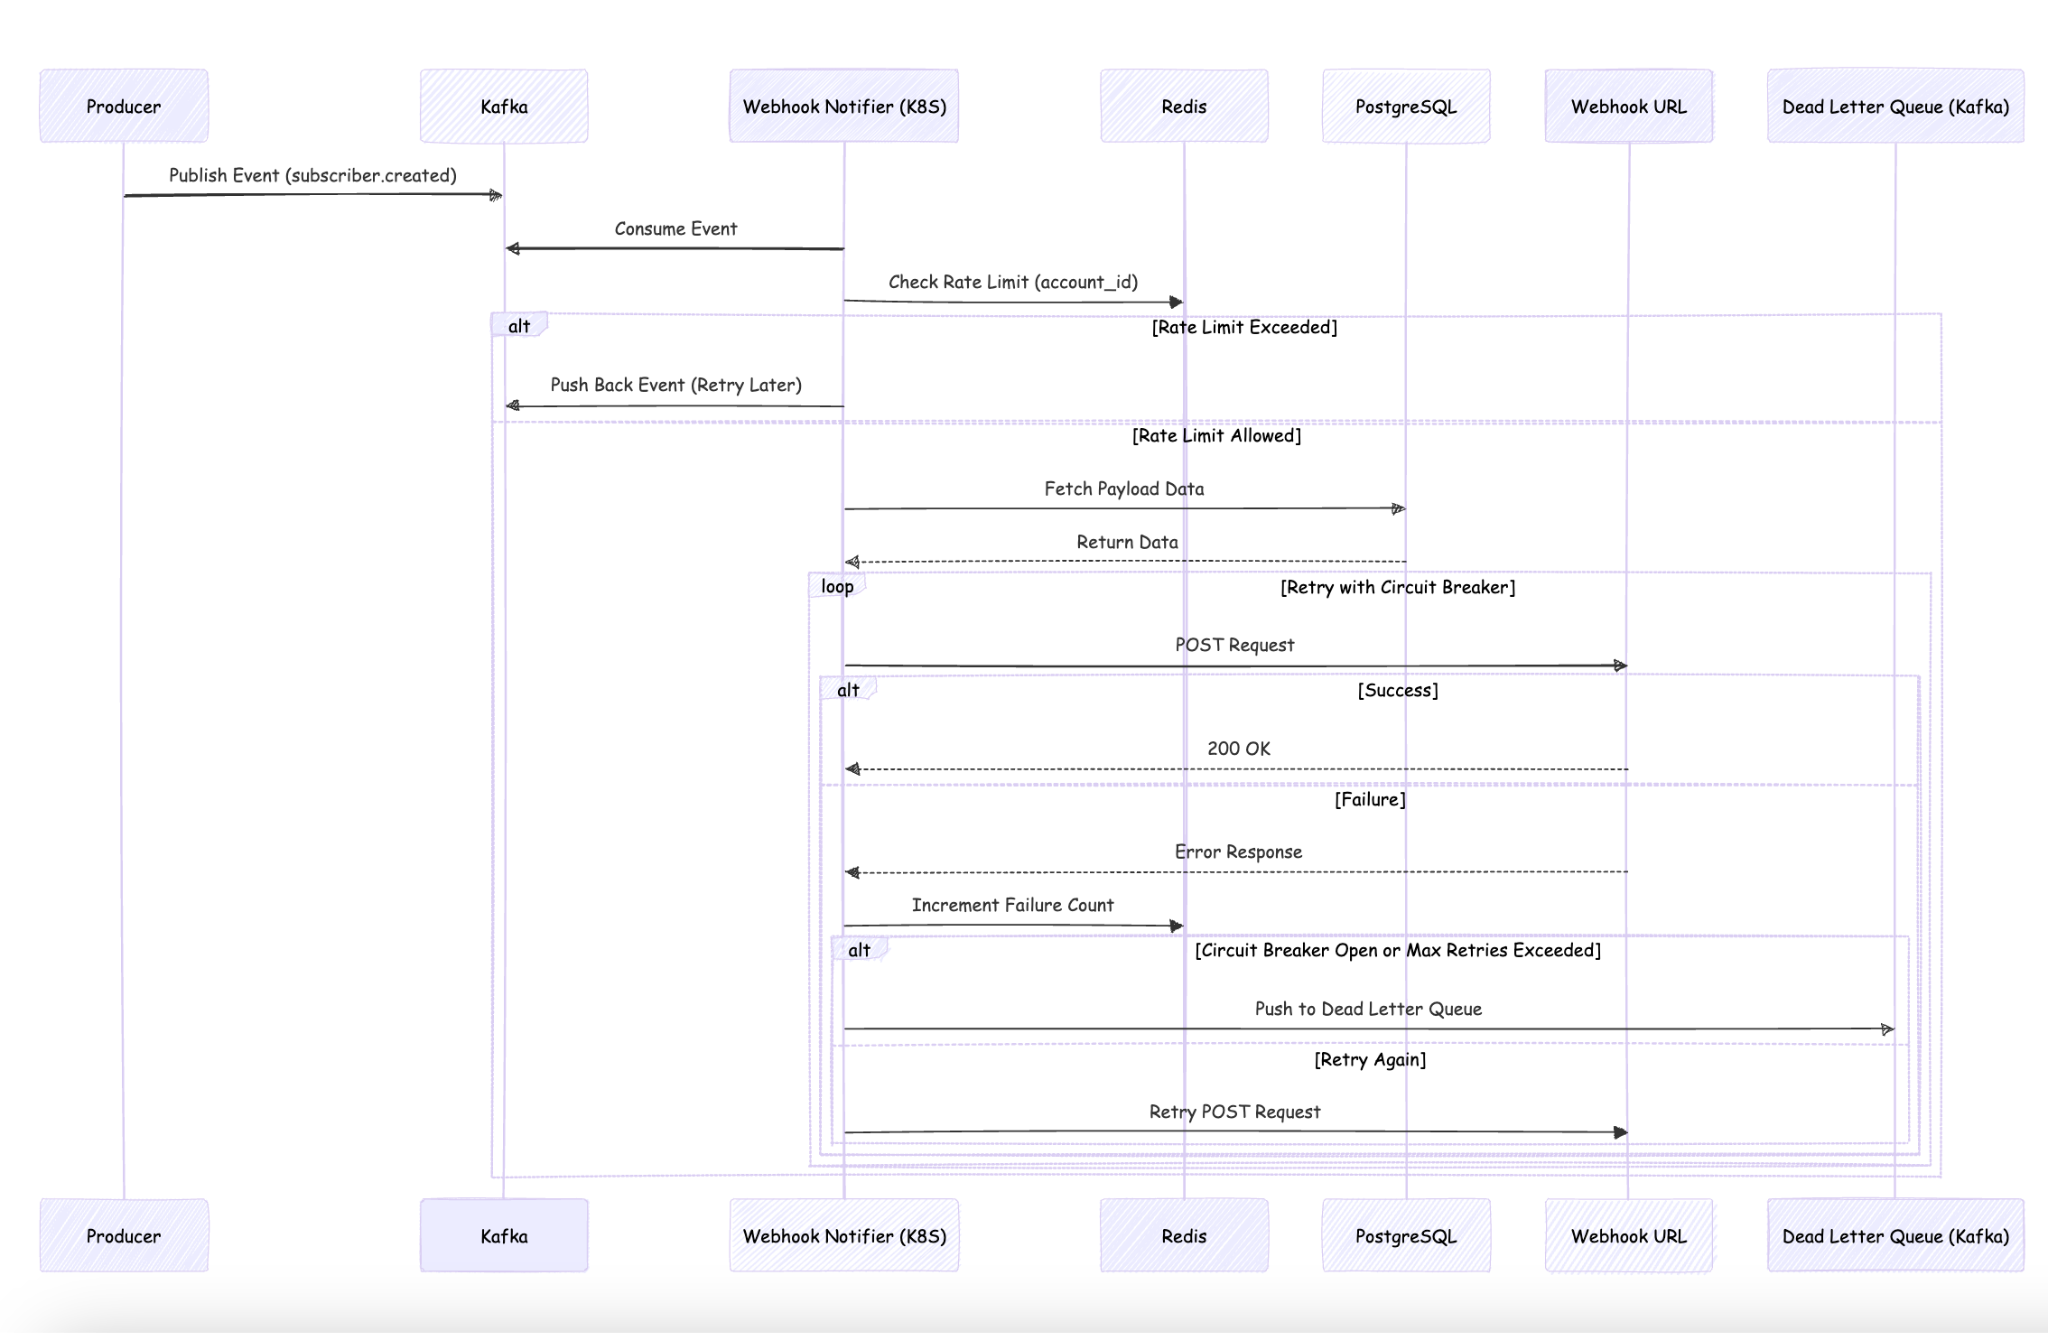 Producer
Kafka
Webhook Notifier (K8S)
Redis
PostgreSQL
Webhook URL
Dead Letter Queue (Kafka)
Publish Event (subscriber.created)
Consume Event
Check Rate Limit (account_id)
alt
[Rate Limit Exceeded]
Push Back Event (Retry Later)
[Rate Limit Allowed]
Fetch Payload Data
Return Data
loop
[Retry with Circuit Breaker]
POST Request
alt
[Success]
200 OK
[Failure]
Error Response
Increment Failure Count
alt
[Circuit Breaker Open or Max Retries Exceeded]
Push to Dead Letter Queue
[Retry Again]
Retry POST Request
Producer
Kafka
Webhook Notifier (K8S)
Redis
PostgreSQL
Webhook URL
Dead Letter Queue (Kafka)